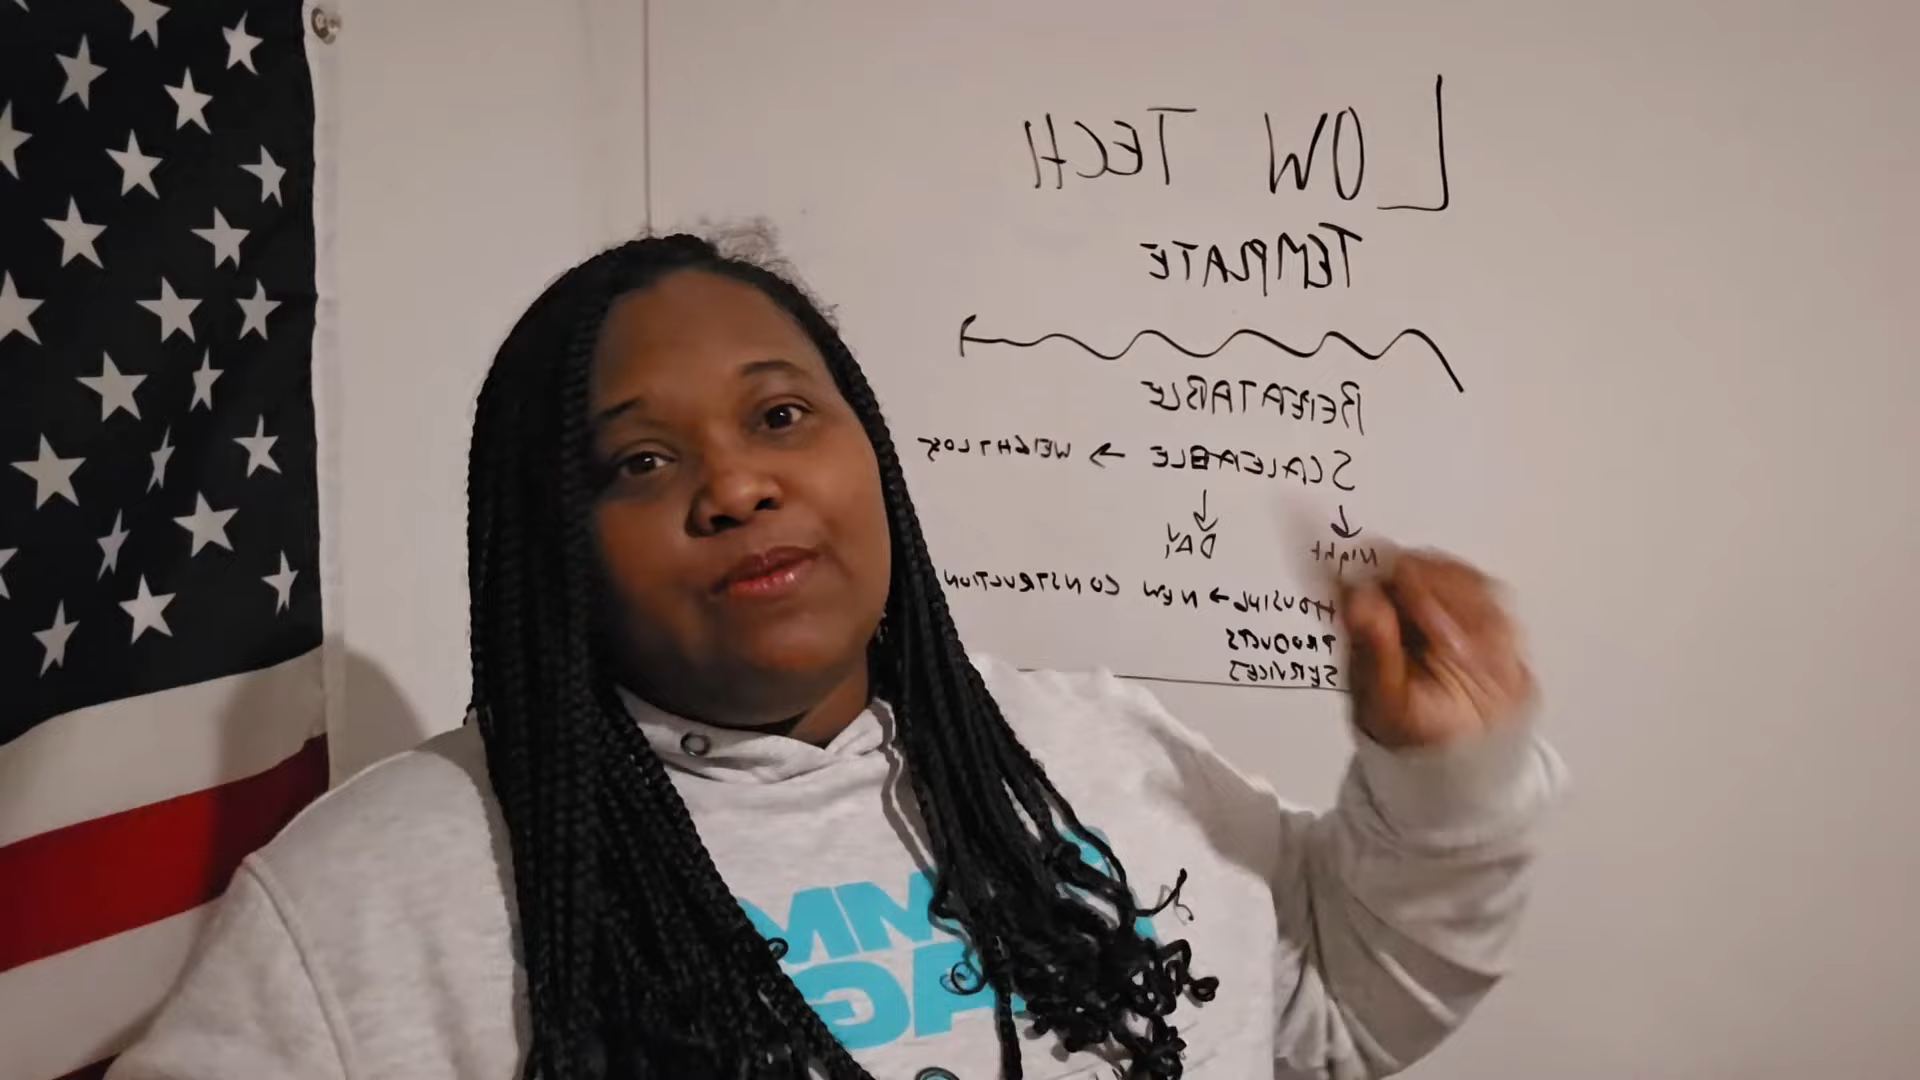 LOW TECH
TEMPLATE
REPEATABLE
SCALEABLE → WEIGHT LOSS
↓ ↓
Night DAY
HOUSING → NEW CONSTRUCTION
PRODUCTS
SERVICES